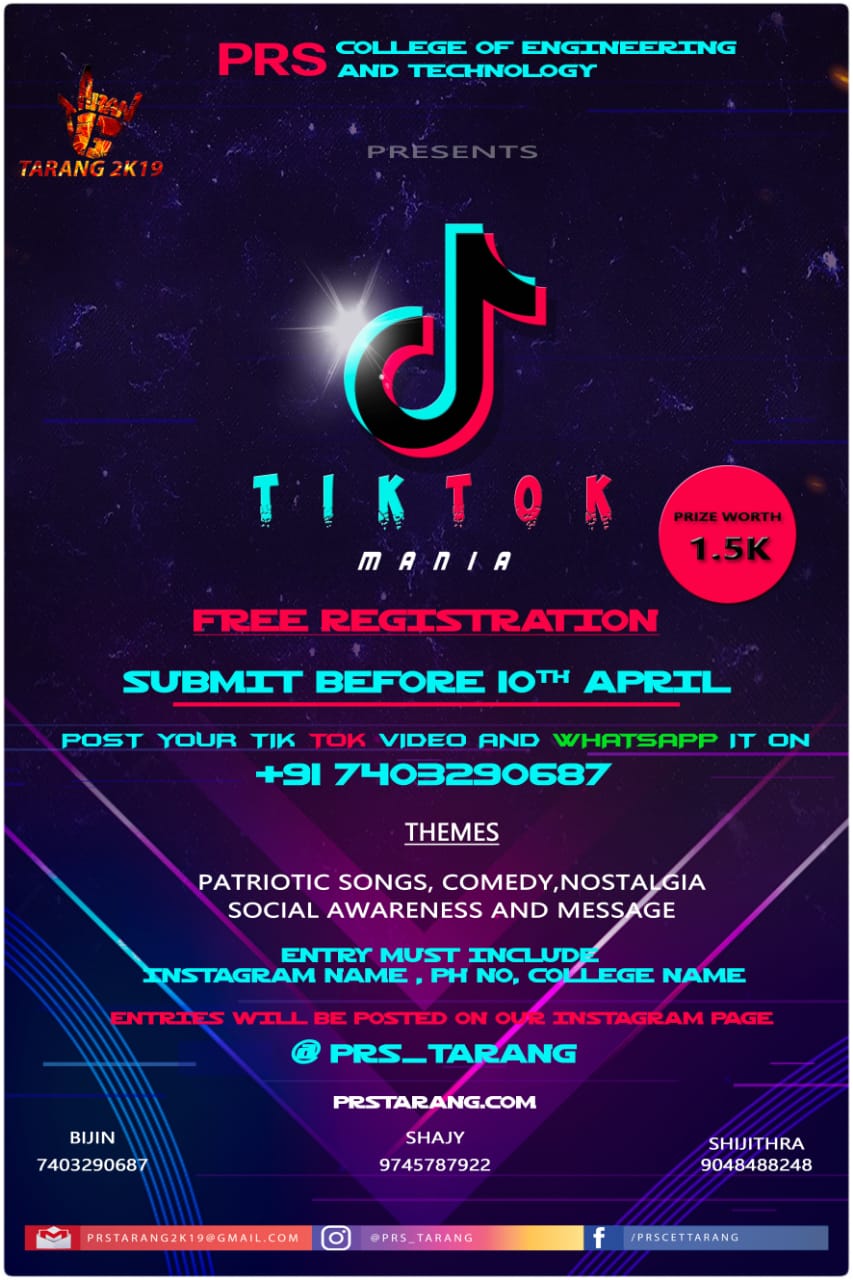 PRS COLLEGE OF ENGINEERING
AND TECHNOLOGY
TARANG 2K19
PRESENTS
TIKTOK
MANIA
PRIZE WORTH
1.5K
FREE REGISTRATION
SUBMIT BEFORE 10TH APRIL
POST YOUR TIK TOK VIDEO AND WHATSAPP IT ON
+91 7403290687
THEMES
PATRIOTIC SONGS, COMEDY,NOSTALGIA
SOCIAL AWARENESS AND MESSAGE
ENTRY MUST INCLUDE
INSTAGRAM NAME , PH NO, COLLEGE NAME
ENTRIES WILL BE POSTED ON OUR INSTAGRAM PAGE
@ PRS_TARANG
PRSTARANG.COM
BIJIN
7403290687
SHAJY
9745787922
SHIJITHRA
9048488248
PRSTARANG2K19@GMAIL.COM @PRS_TARANG /PRSCETTARANG